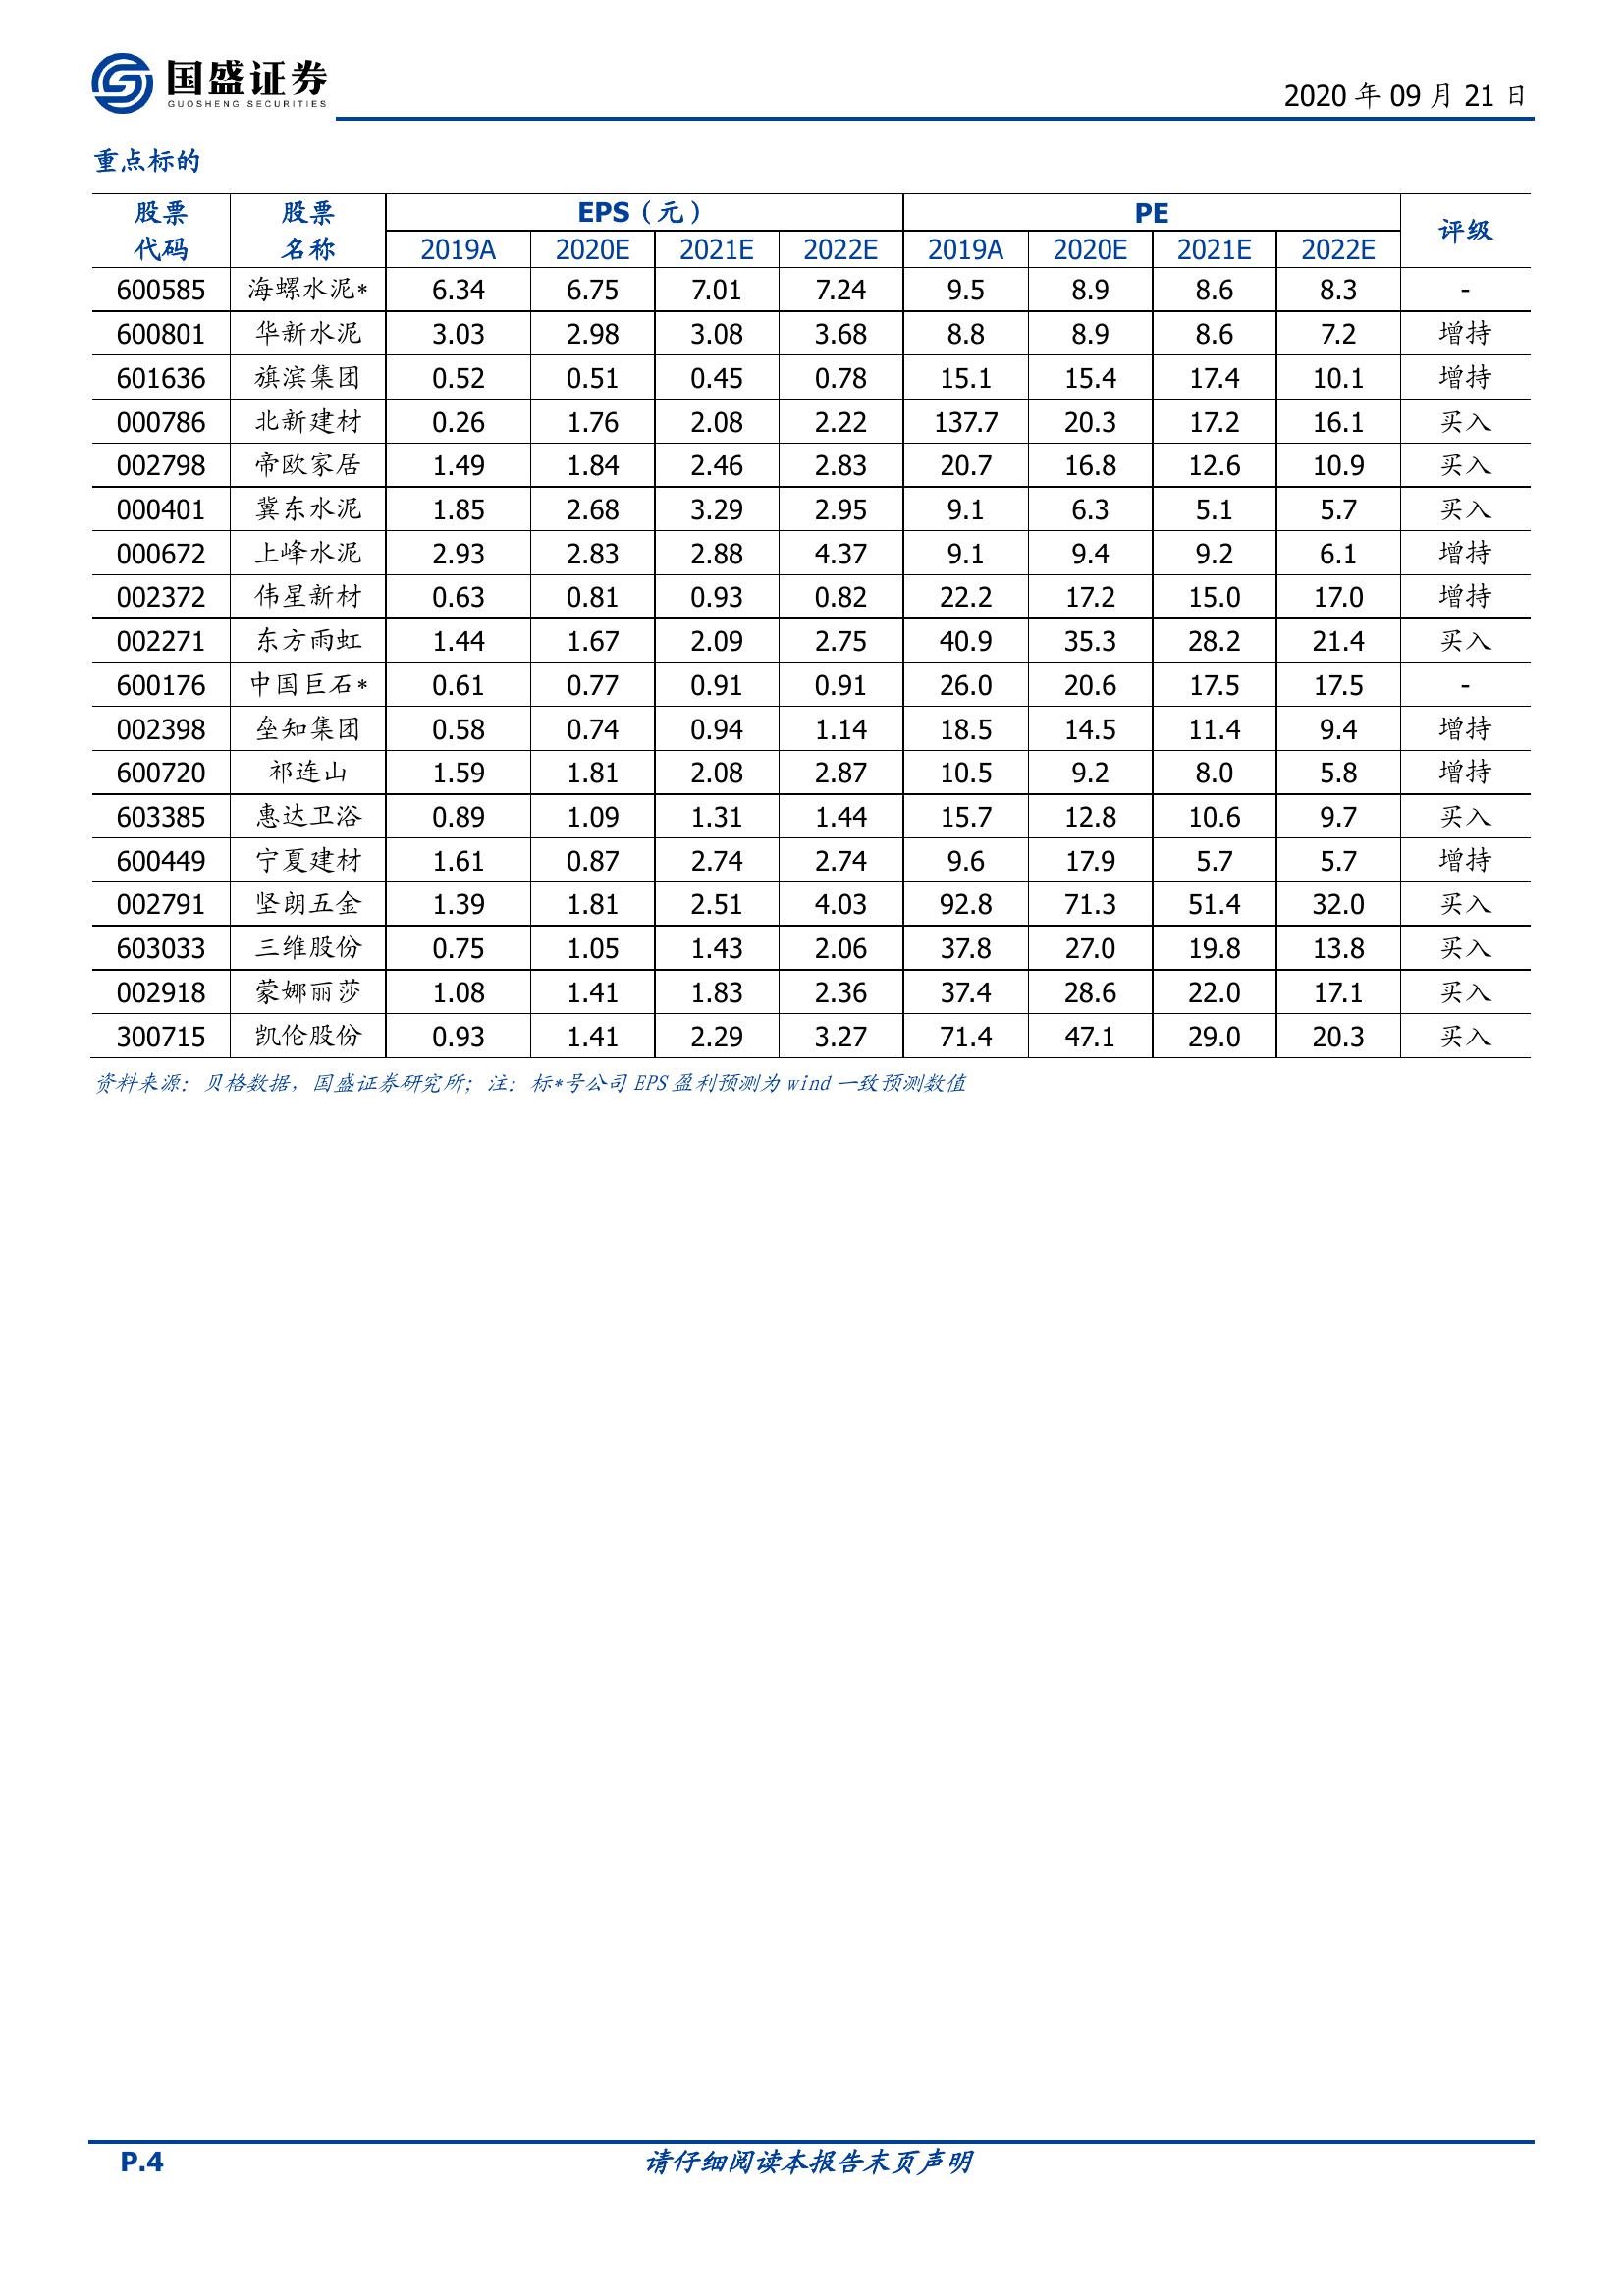 国盛证券
GUOSHENG SECURITIES
2020 年 09 月 21 日
重点标的
股票 股票 EPS（元） PE 评级
代码 名称 2019A 2020E 2021E 2022E 2019A 2020E 2021E 2022E
600585 海螺水泥* 6.34 6.75 7.01 7.24 9.5 8.9 8.6 8.3 -
600801 华新水泥 3.03 2.98 3.08 3.68 8.8 8.9 8.6 7.2 增持
601636 旗滨集团 0.52 0.51 0.45 0.78 15.1 15.4 17.4 10.1 增持
000786 北新建材 0.26 1.76 2.08 2.22 137.7 20.3 17.2 16.1 买入
002798 帝欧家居 1.49 1.84 2.46 2.83 20.7 16.8 12.6 10.9 买入
000401 冀东水泥 1.85 2.68 3.29 2.95 9.1 6.3 5.1 5.7 买入
000672 上峰水泥 2.93 2.83 2.88 4.37 9.1 9.4 9.2 6.1 增持
002372 伟星新材 0.63 0.81 0.93 0.82 22.2 17.2 15.0 17.0 增持
002271 东方雨虹 1.44 1.67 2.09 2.75 40.9 35.3 28.2 21.4 买入
600176 中国巨石* 0.61 0.77 0.91 0.91 26.0 20.6 17.5 17.5 -
002398 垒知集团 0.58 0.74 0.94 1.14 18.5 14.5 11.4 9.4 增持
600720 祁连山 1.59 1.81 2.08 2.87 10.5 9.2 8.0 5.8 增持
603385 惠达卫浴 0.89 1.09 1.31 1.44 15.7 12.8 10.6 9.7 买入
600449 宁夏建材 1.61 0.87 2.74 2.74 9.6 17.9 5.7 5.7 增持
002791 坚朗五金 1.39 1.81 2.51 4.03 92.8 71.3 51.4 32.0 买入
603033 三维股份 0.75 1.05 1.43 2.06 37.8 27.0 19.8 13.8 买入
002918 蒙娜丽莎 1.08 1.41 1.83 2.36 37.4 28.6 22.0 17.1 买入
300715 凯伦股份 0.93 1.41 2.29 3.27 71.4 47.1 29.0 20.3 买入
资料来源：贝格数据，国盛证券研究所；注：标*号公司 EPS 盈利预测为 wind 一致预测数值
P.4 请仔细阅读本报告末页声明